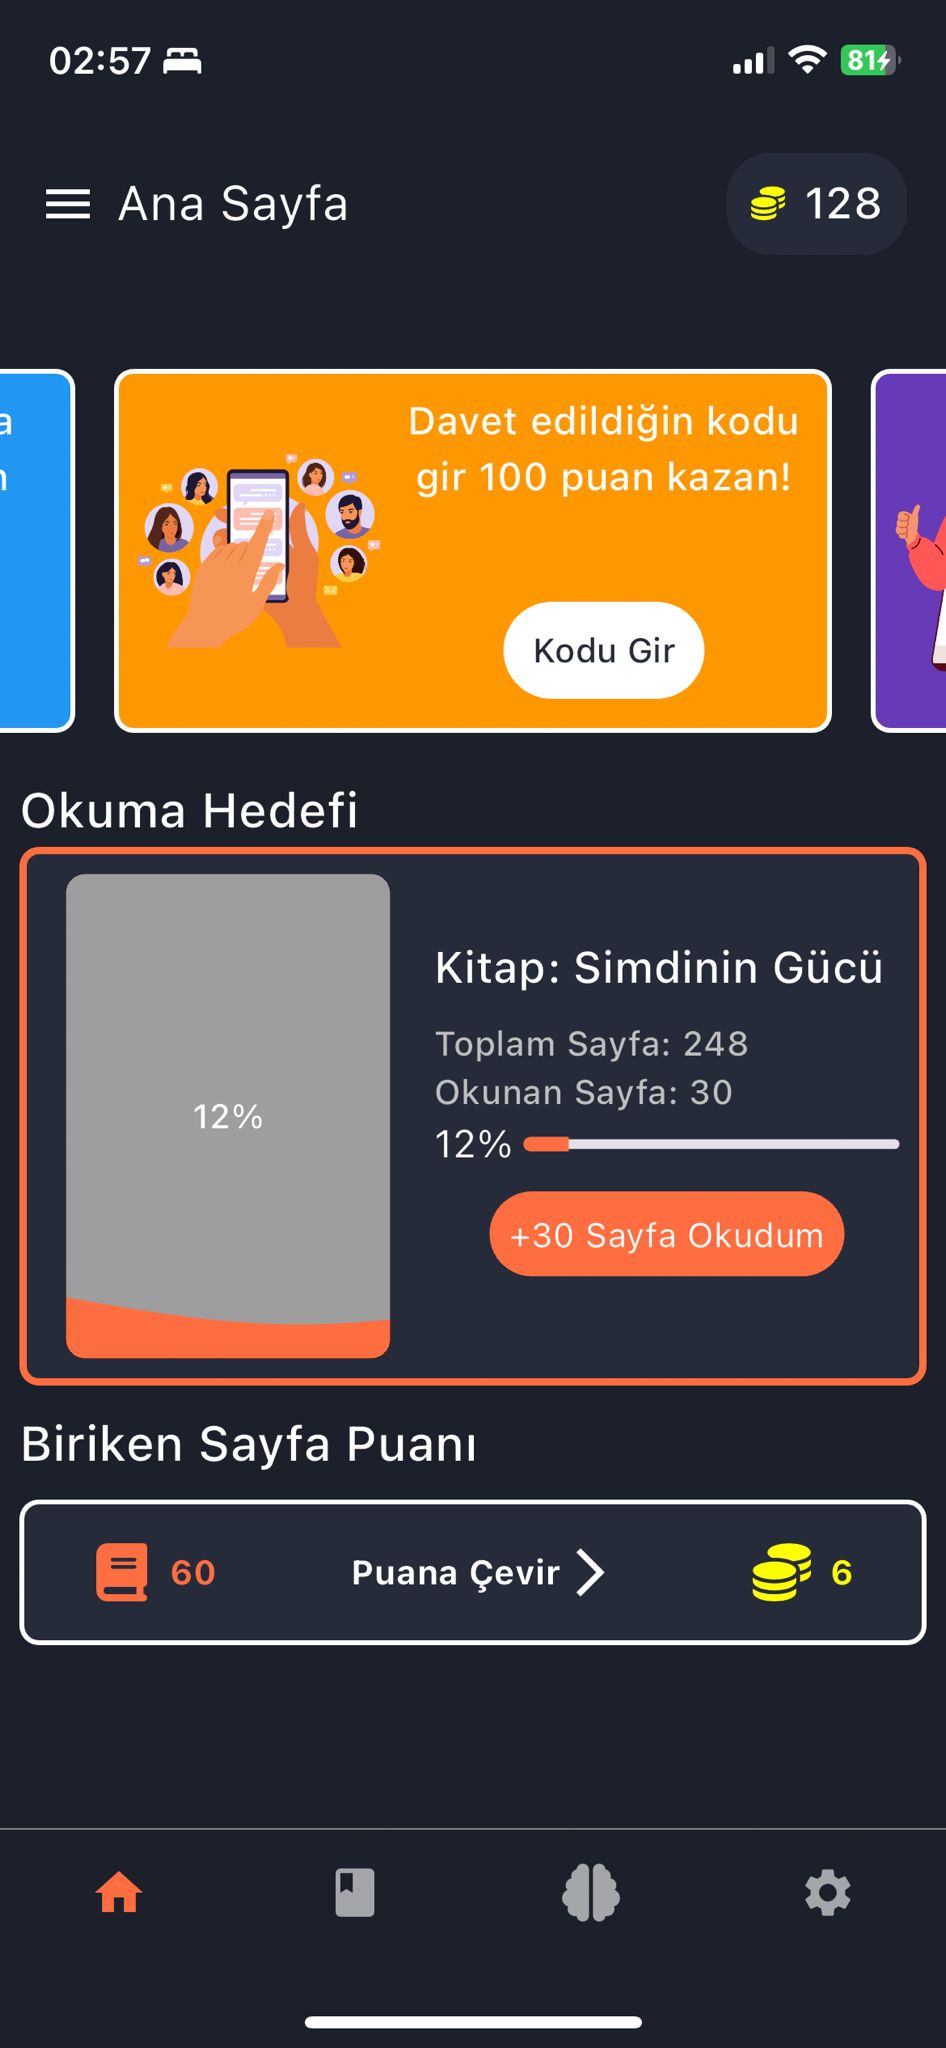 02:57
81
Ana Sayfa
128
a
Davet edildiğin kodu
gir 100 puan kazan!
Kodu Gir
Okuma Hedefi
12%
Kitap: Simdinin Gücü
Toplam Sayfa: 248
Okunan Sayfa: 30
12%
+30 Sayfa Okudum
Biriken Sayfa Puanı
60
Puana Çevir
6